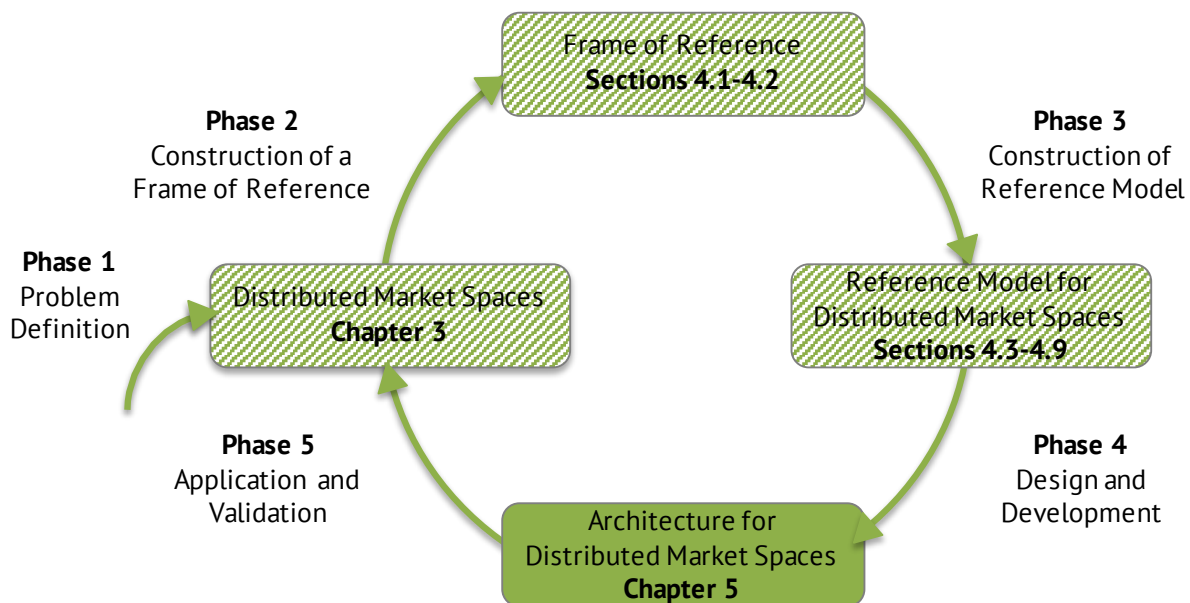 Frame of Reference
Sections 4.1-4.2
Phase 2
Construction of a
Frame of Reference
Phase 3
Construction of
Reference Model
Phase 1
Problem
Definition
Distributed Market Spaces
Chapter 3
Reference Model for
Distributed Market Spaces
Sections 4.3-4.9
Phase 5
Application and
Validation
Phase 4
Design and
Development
Architecture for
Distributed Market Spaces
Chapter 5